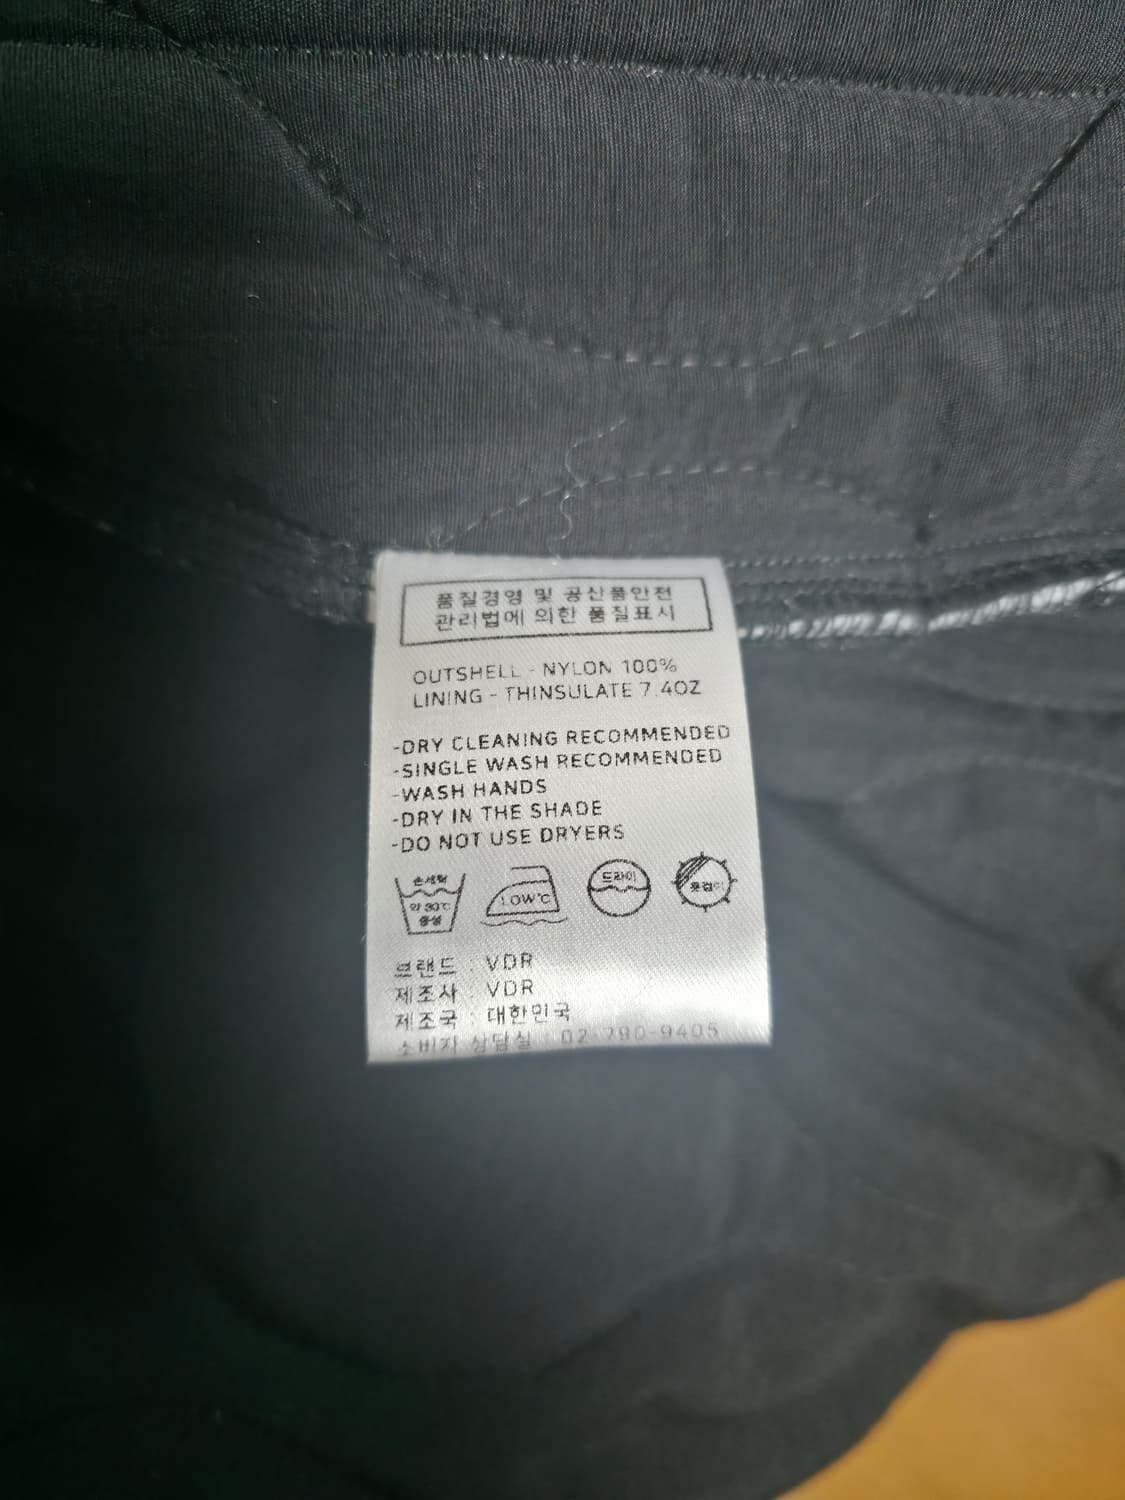 품질경영 및 공산품안전
관리법에 의한 품질표시
OUTSHELL - NYLON 100%
LINING - THINSULATE 7.4OZ
-DRY CLEANING RECOMMENDED
-SINGLE WASH RECOMMENDED
-WASH HANDS
-DRY IN THE SHADE
-DO NOT USE DRYERS
손세탁
약 30℃
중성
LOW℃
드라이
옷걸이
브랜드 : VDR
제조사 : VDR
제조국 : 대한민국
소비자 상담실 : 02-790-9405